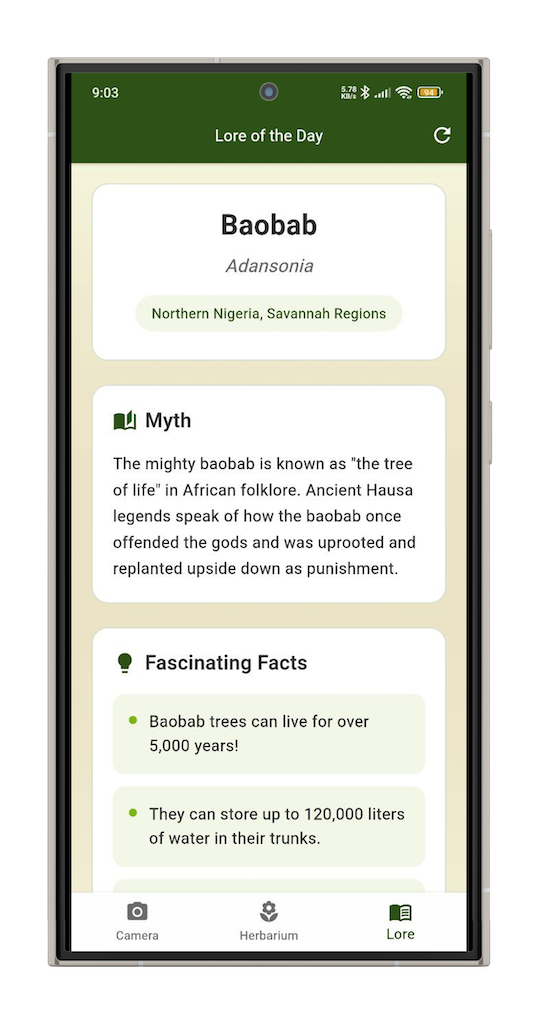 9:03
5.78
KB/s
94
Lore of the Day
Baobab
Adansonia
Northern Nigeria, Savannah Regions
Myth
The mighty baobab is known as "the tree
of life" in African folklore. Ancient Hausa
legends speak of how the baobab once
offended the gods and was uprooted and
replanted upside down as punishment.
Fascinating Facts
Baobab trees can live for over
5,000 years!
They can store up to 120,000 liters
of water in their trunks.
Camera
Herbarium
Lore